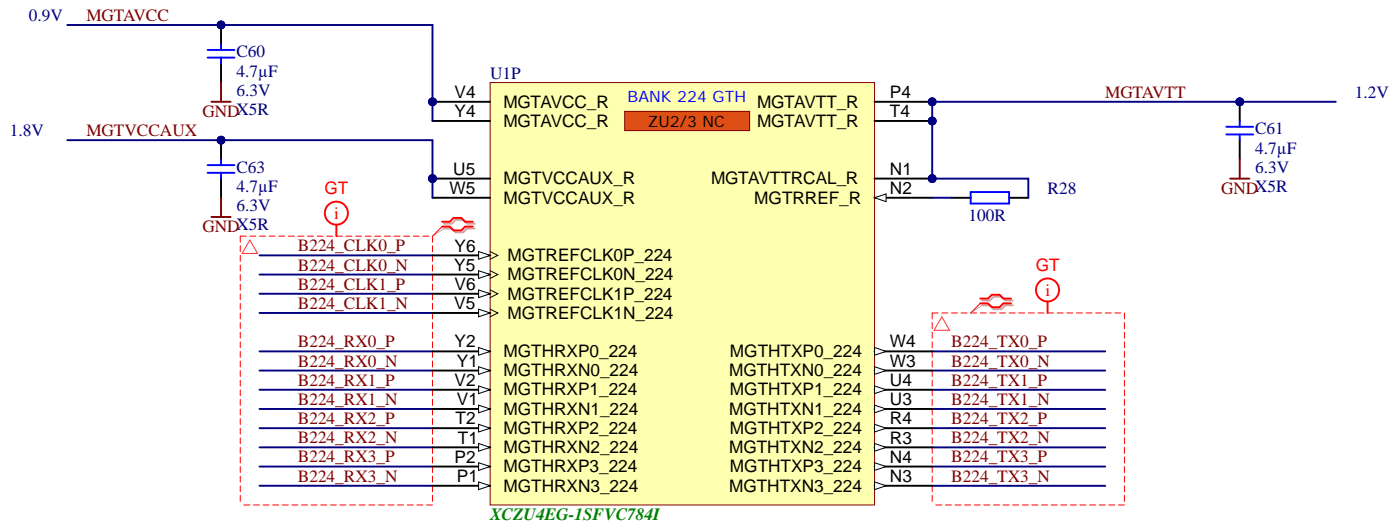 0.9V MGTAVCC
C60
4.7µF
6.3V
X5R
GND
1.8V MGTVCCAUX
C63
4.7µF
6.3V
X5R
GND
U1P
BANK 224 GTH
ZU2/3 NC
V4 MGTAVCC_R
Y4 MGTAVCC_R
U5 MGTVCCAUX_R
W5 MGTVCCAUX_R
MGTAVTT_R P4
MGTAVTT_R T4
MGTAVTTRCAL_R N1
MGTRREF_R N2
R28
100R
MGTAVTT 1.2V
C61
4.7µF
6.3V
X5R
GND
GT
i
B224_CLK0_P Y6 MGTREFCLK0P_224
B224_CLK0_N Y5 MGTREFCLK0N_224
B224_CLK1_P V6 MGTREFCLK1P_224
B224_CLK1_N V5 MGTREFCLK1N_224
B224_RX0_P Y2 MGTHRXP0_224
B224_RX0_N Y1 MGTHRXN0_224
B224_RX1_P V2 MGTHRXP1_224
B224_RX1_N V1 MGTHRXN1_224
B224_RX2_P T2 MGTHRXP2_224
B224_RX2_N T1 MGTHRXN2_224
B224_RX3_P P2 MGTHRXP3_224
B224_RX3_N P1 MGTHRXN3_224
GT
i
MGTHTXP0_224 W4 B224_TX0_P
MGTHTXN0_224 W3 B224_TX0_N
MGTHTXP1_224 U4 B224_TX1_P
MGTHTXN1_224 U3 B224_TX1_N
MGTHTXP2_224 R4 B224_TX2_P
MGTHTXN2_224 R3 B224_TX2_N
MGTHTXP3_224 N4 B224_TX3_P
MGTHTXN3_224 N3 B224_TX3_N
XCZU4EG-1SFVC784I